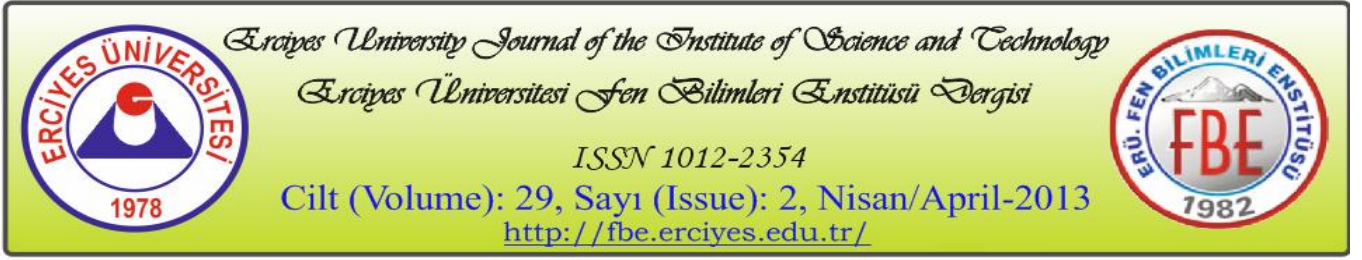 ERCİYES ÜNİVERSİTESİ
1978
Erciyes University Journal of the Institute of Science and Technology
Erciyes Üniversitesi Fen Bilimleri Enstitüsü Dergisi
ISSN 1012-2354
Cilt (Volume): 29, Sayı (Issue): 2, Nisan/April-2013
http://fbe.erciyes.edu.tr/
ERÜ. FEN BİLİMLERİ ENSTİTÜSÜ
FBE
1982